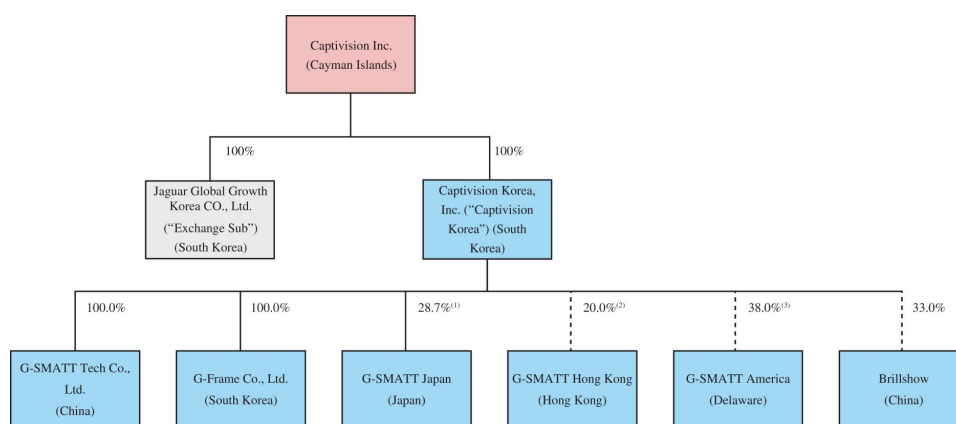 Captivision Inc.
(Cayman Islands)
100%
100%
Jaguar Global Growth
Korea CO., Ltd.
(“Exchange Sub”)
(South Korea)
Captivision Korea,
Inc. (“Captivision
Korea”) (South
Korea)
100.0%
100.0%
28.7%(1)
20.0%(2)
38.0%(3)
33.0%
G-SMATT Tech Co.,
Ltd.
(China)
G-Frame Co., Ltd.
(South Korea)
G-SMATT Japan
(Japan)
G-SMATT Hong Kong
(Hong Kong)
G-SMATT America
(Delaware)
Brillshow
(China)